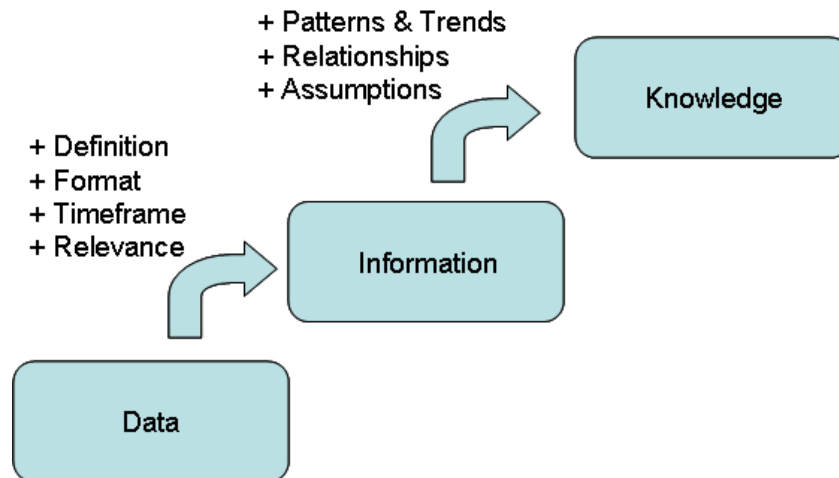 + Patterns & Trends
+ Relationships
+ Assumptions
Knowledge
+ Definition
+ Format
+ Timeframe
+ Relevance
Information
Data